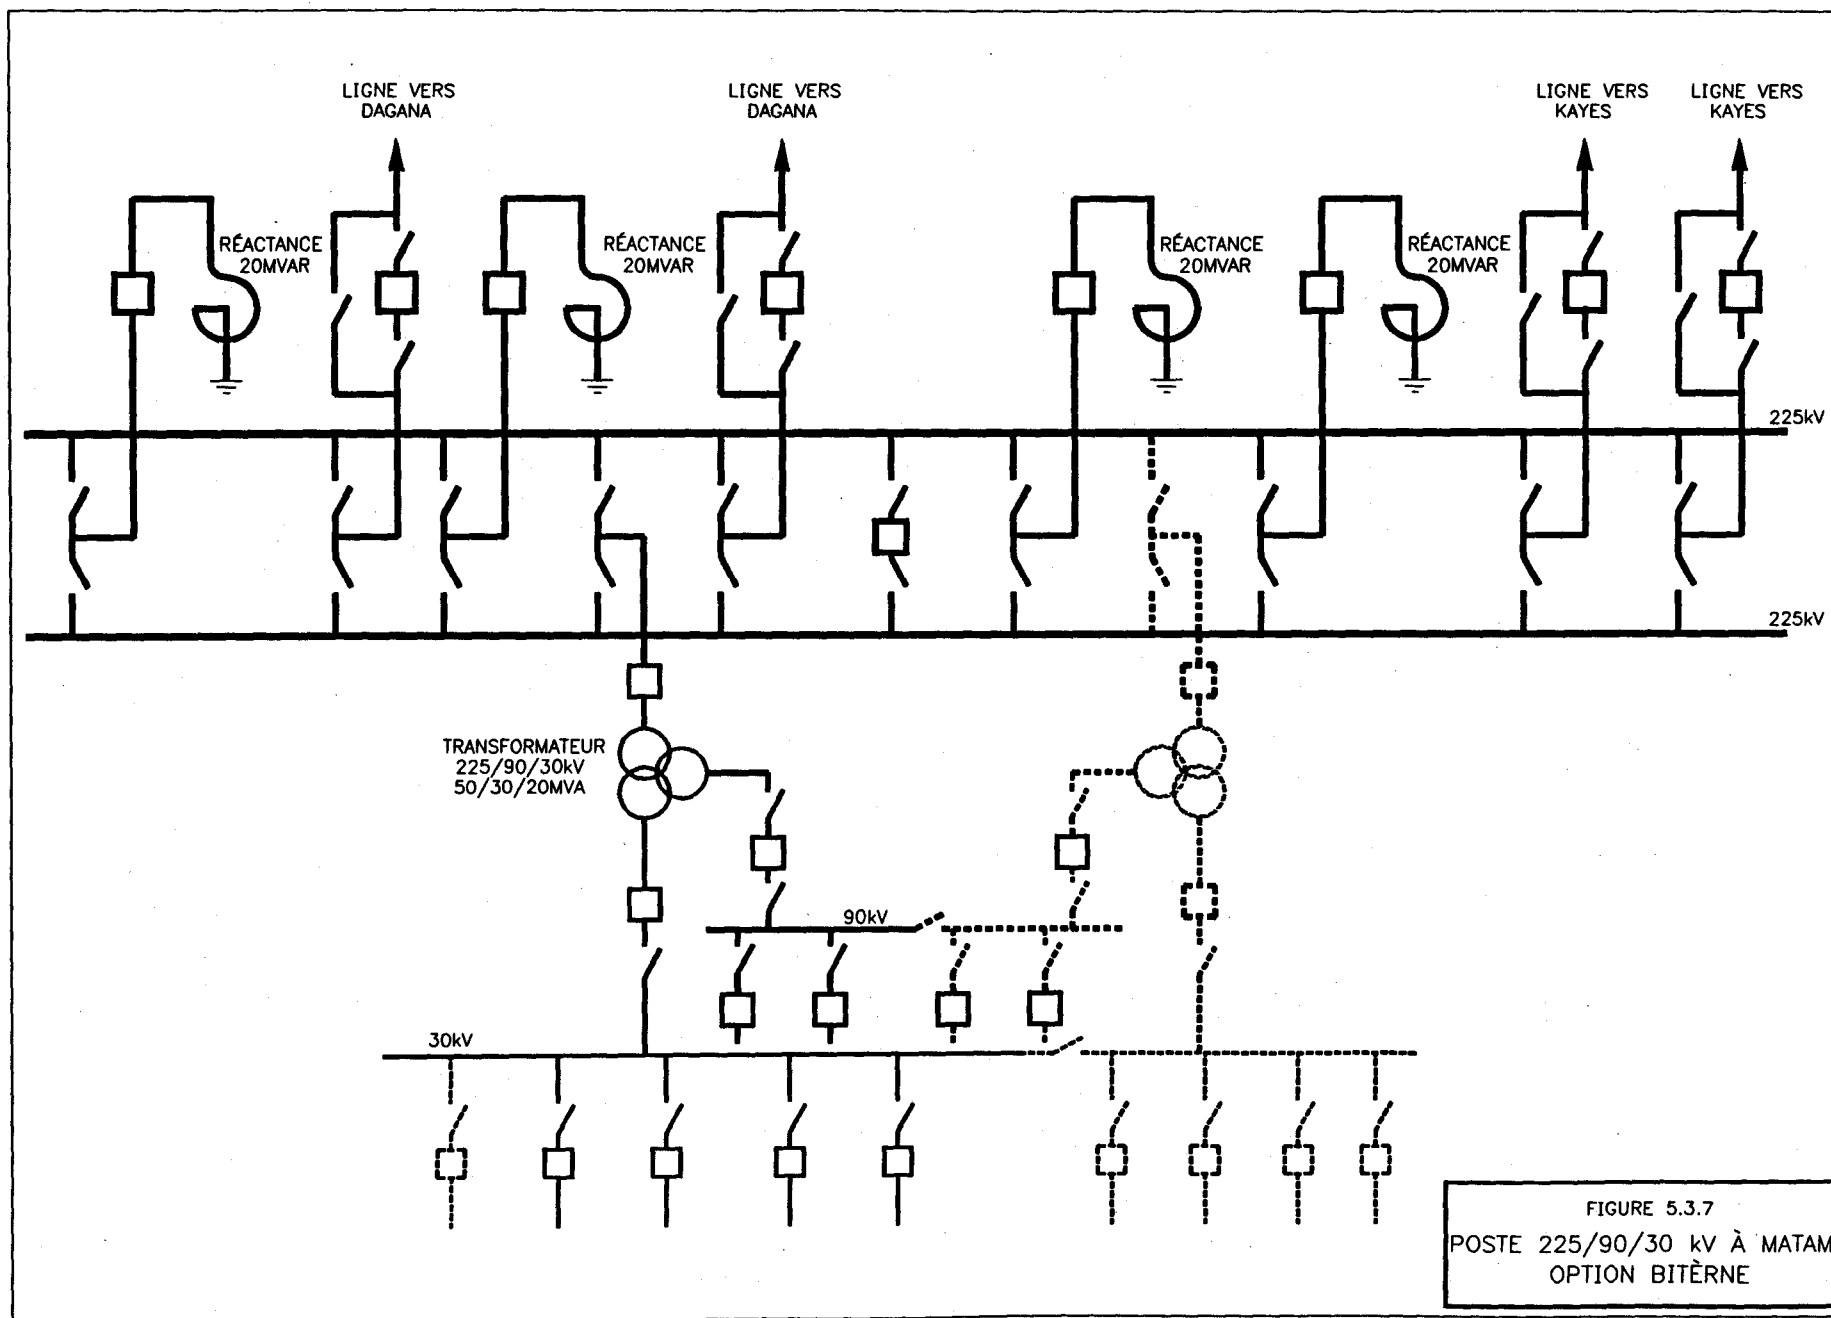 LIGNE VERS
DAGANA
LIGNE VERS
DAGANA
LIGNE VERS
KAYES
LIGNE VERS
KAYES
RÉACTANCE
20MVAR
RÉACTANCE
20MVAR
RÉACTANCE
20MVAR
RÉACTANCE
20MVAR
225kV
225kV
TRANSFORMATEUR
225/90/30kV
50/30/20MVA
90kV
30kV
FIGURE 5.3.7
POSTE 225/90/30 kV À MATAM
OPTION BITÈRNE